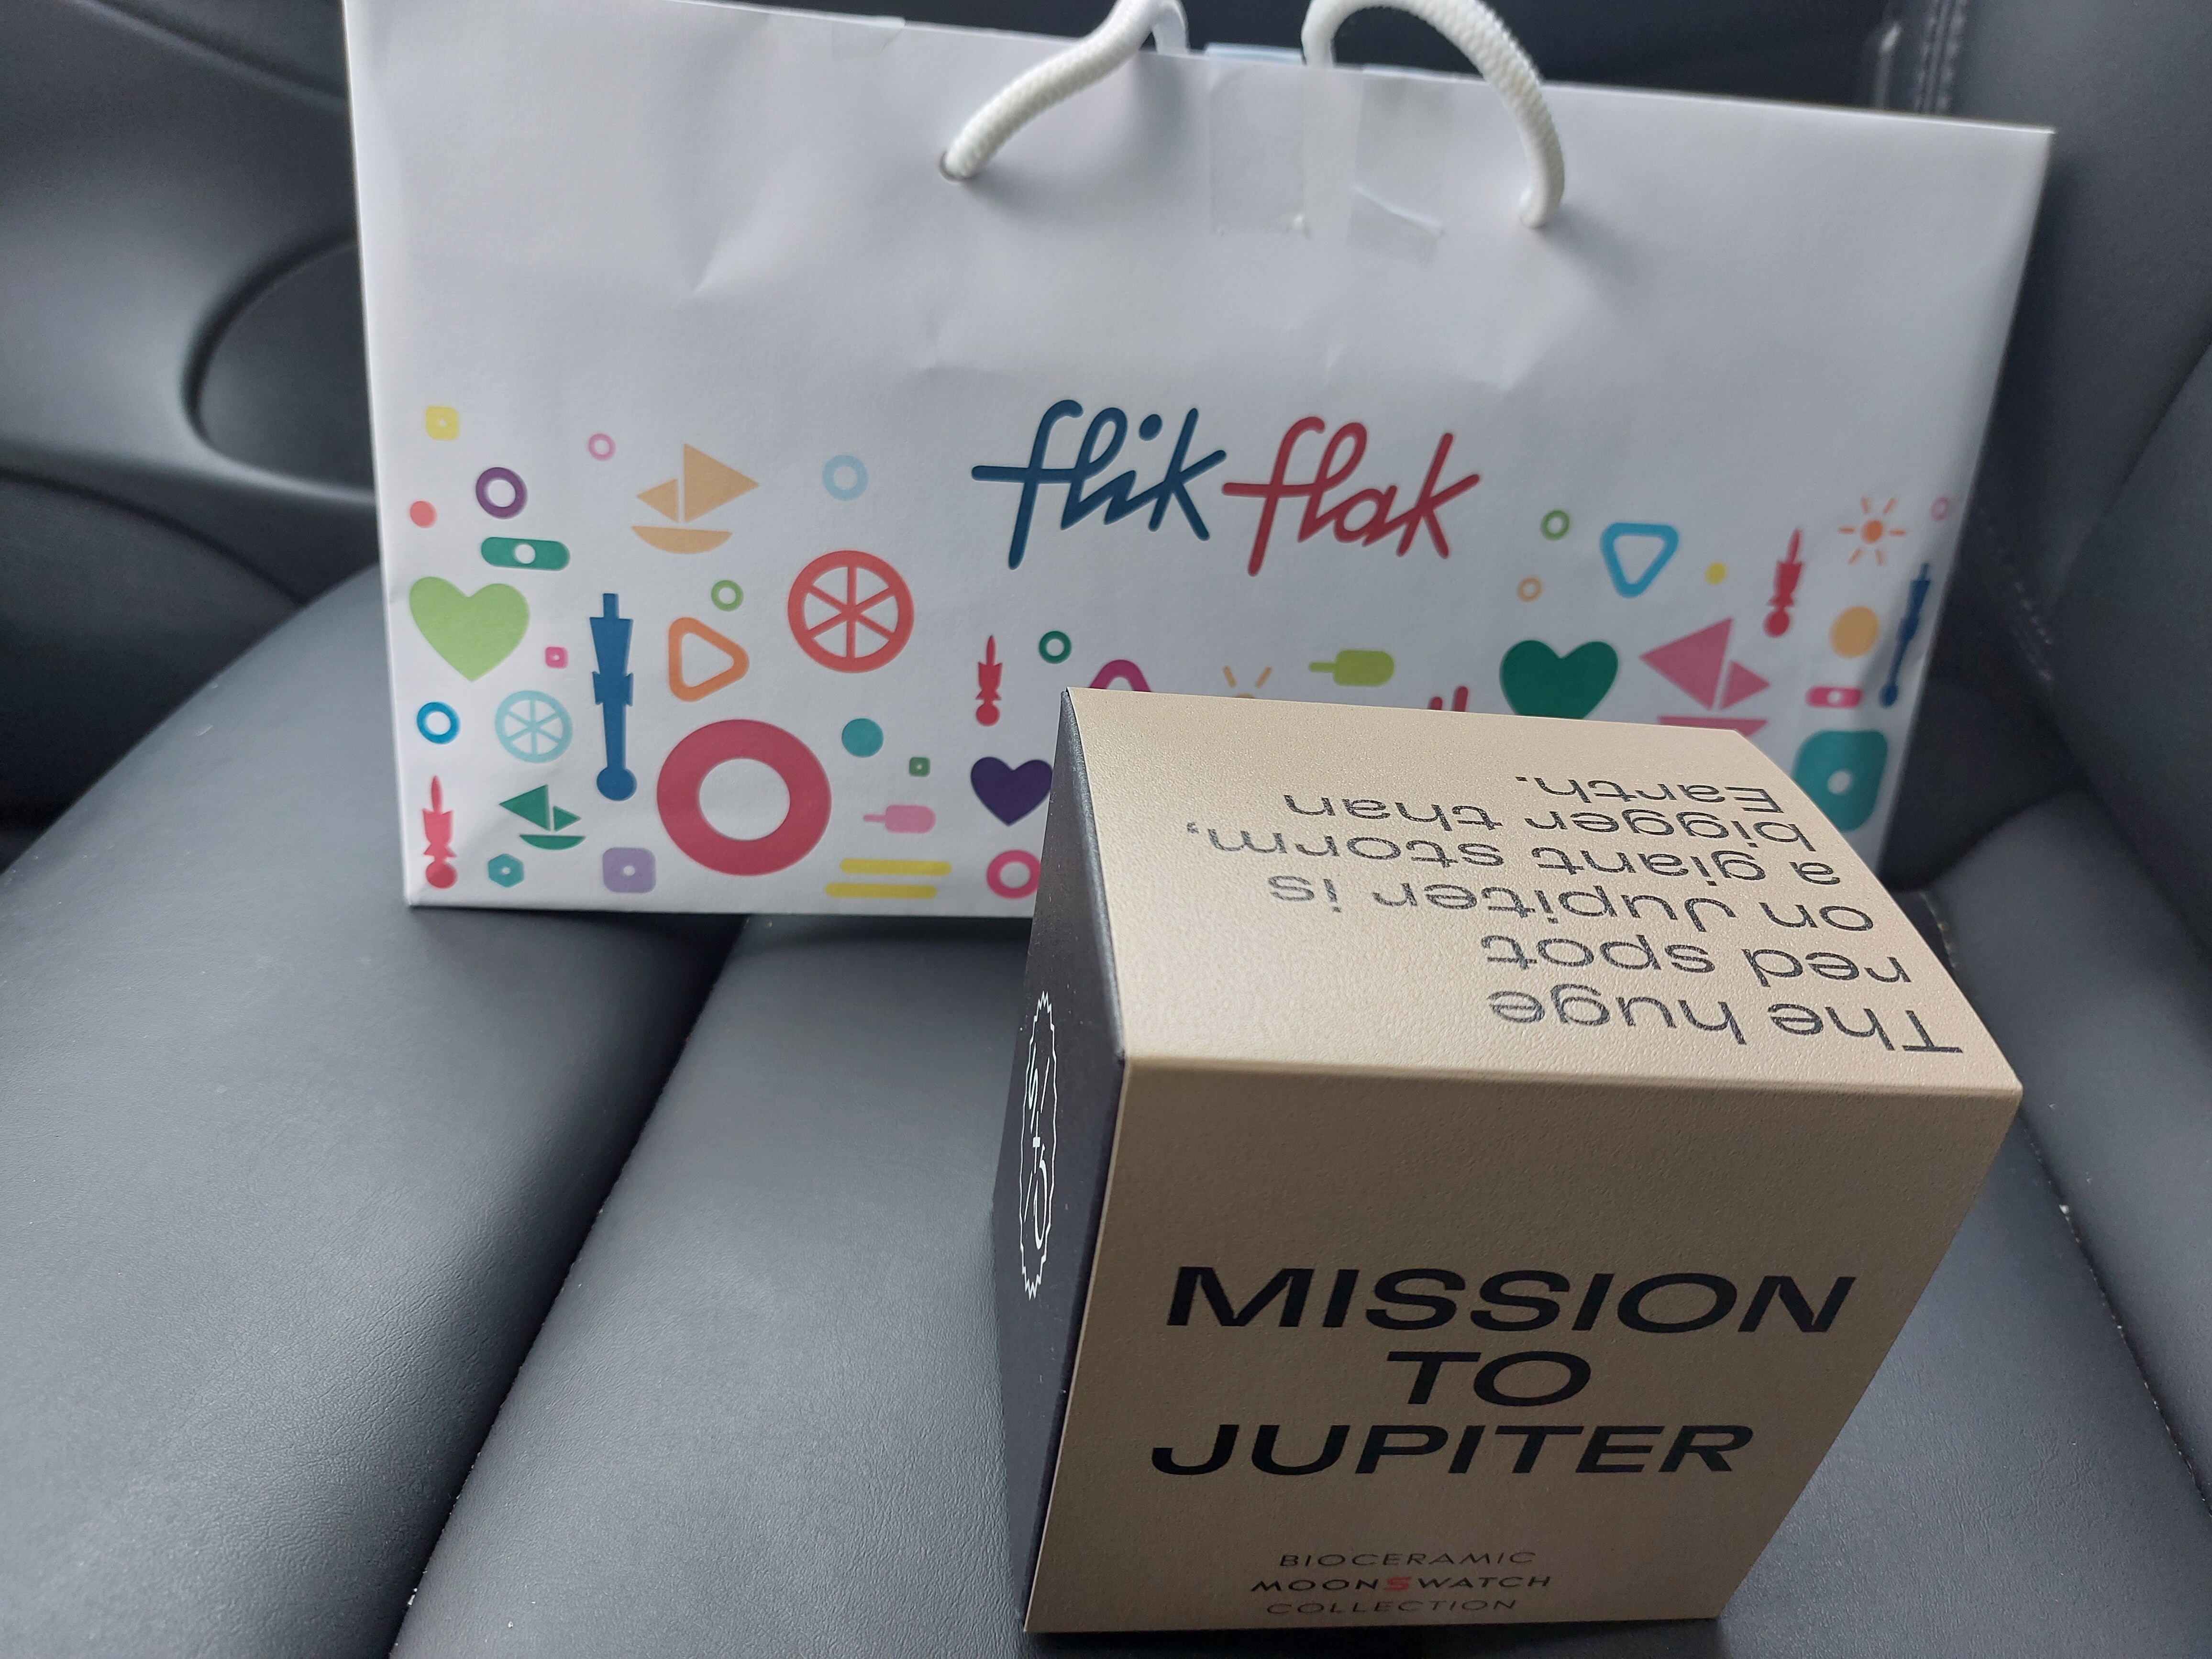 flik flak
The huge
red spot
on Jupiter is
a giant storm,
bigger than
Earth.
MISSION
TO
JUPITER
BIOCERAMIC
MOONSWATCH
COLLECTION